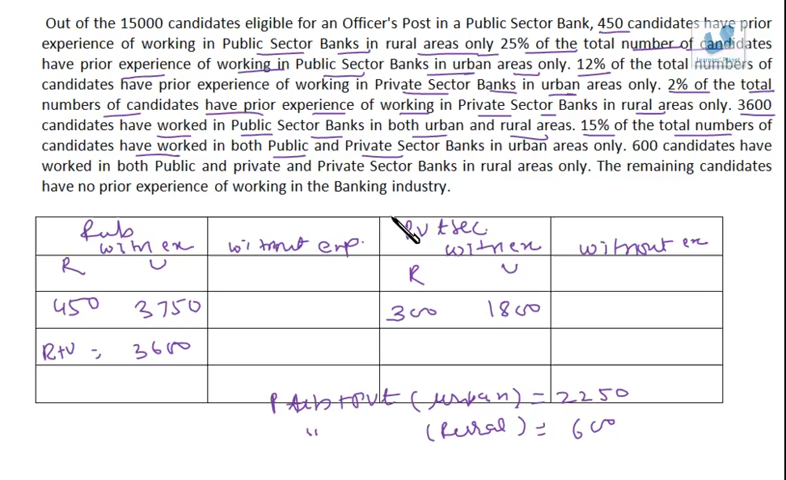 Out of the 15000 candidates eligible for an Officer's Post in a Public Sector Bank, 450 candidates have prior
experience of working in Public Sector Banks in rural areas only 25% of the total number of candidates
have prior experience of working in Public Sector Banks in urban areas only. 12% of the total numbers of
candidates have prior experience of working in Private Sector Banks in urban areas only. 2% of the total
numbers of candidates have prior experience of working in Private Sector Banks in rural areas only. 3600
candidates have worked in Public Sector Banks in both urban and rural areas. 15% of the total numbers of
candidates have worked in both Public and Private Sector Banks in urban areas only. 600 candidates have
worked in both Public and private and Private Sector Banks in rural areas only. The remaining candidates
have no prior experience of working in the Banking industry.
Pub
with ex without exp. with ex without ex
R U R U
450 3750 300 1800
R+U = 3600
(urban) = 2250
" (Rural) = 600